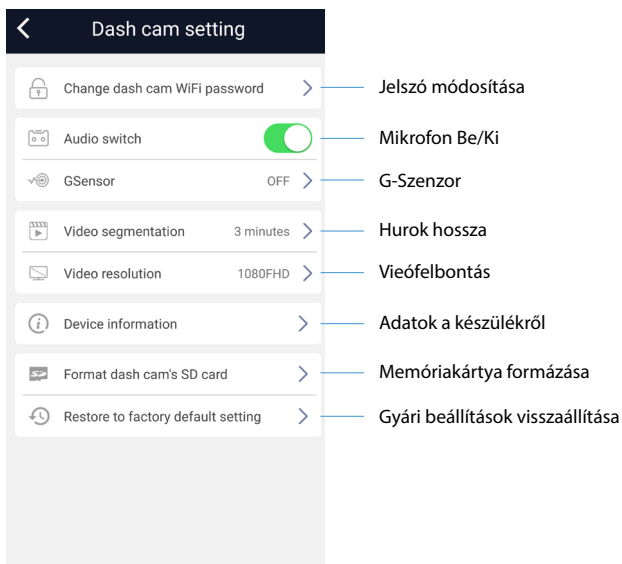 Dash cam setting
Change dash cam WiFi password Jelszó módosítása
Audio switch Mikrofon Be/Ki
GSensor OFF G-Szenzor
Video segmentation 3 minutes Hurok hossza
Video resolution 1080FHD Vieófelbontás
Device information Adatok a készülékről
Format dash cam's SD card Memóriakártya formázása
Restore to factory default setting Gyári beállítások visszaállítása